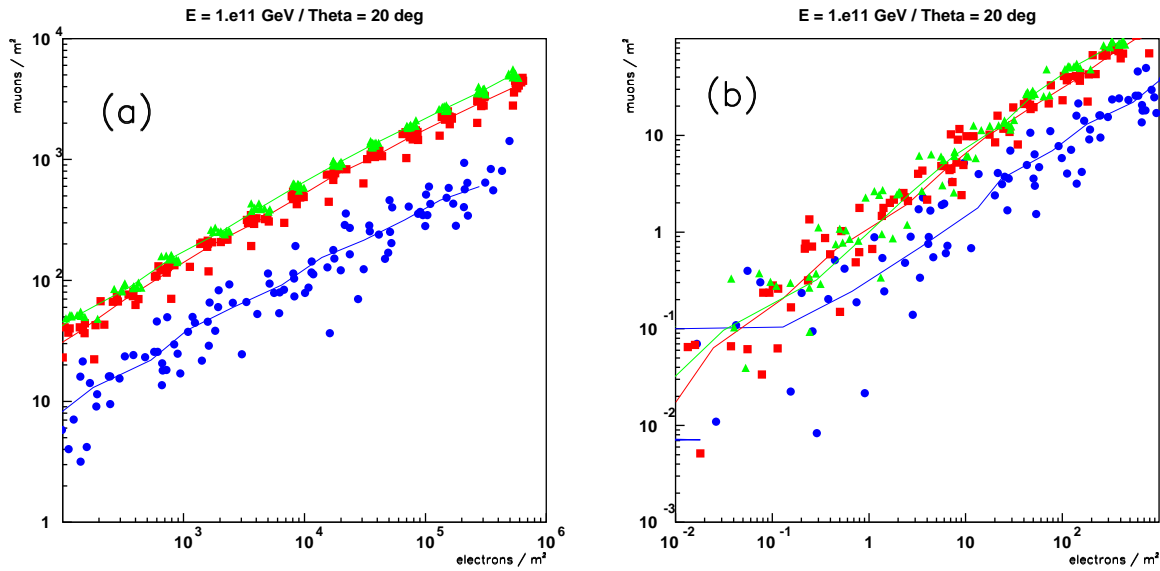 E = 1.e11 GeV / Theta = 20 deg
muons / m²
10⁴
10³
10²
10
1
(a)
10³ 10⁴ 10⁵ 10⁶
electrons / m²
E = 1.e11 GeV / Theta = 20 deg
muons / m²
10
1
10⁻¹
10⁻²
10⁻³
(b)
10⁻² 10⁻¹ 1 10 10²
electrons / m²